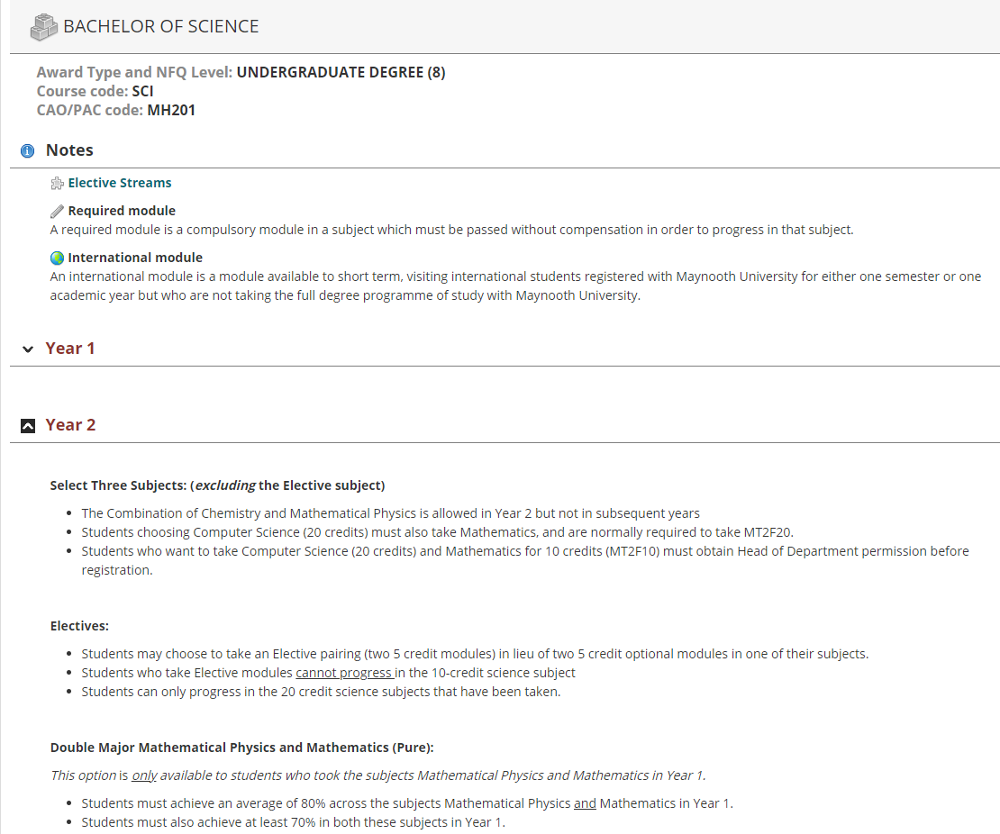 BACHELOR OF SCIENCE
Award Type and NFQ Level: UNDERGRADUATE DEGREE (8)
Course code: SCI
CAO/PAC code: MH201
Notes
Elective Streams
Required module
A required module is a compulsory module in a subject which must be passed without compensation in order to progress in that subject.
International module
An international module is a module available to short term, visiting international students registered with Maynooth University for either one semester or one
academic year but who are not taking the full degree programme of study with Maynooth University.
Year 1
Year 2
Select Three Subjects: (excluding the Elective subject)
• The Combination of Chemistry and Mathematical Physics is allowed in Year 2 but not in subsequent years
• Students choosing Computer Science (20 credits) must also take Mathematics, and are normally required to take MT2F20.
• Students who want to take Computer Science (20 credits) and Mathematics for 10 credits (MT2F10) must obtain Head of Department permission before
registration.
Electives:
• Students may choose to take an Elective pairing (two 5 credit modules) in lieu of two 5 credit optional modules in one of their subjects.
• Students who take Elective modules cannot progress in the 10-credit science subject
• Students can only progress in the 20 credit science subjects that have been taken.
Double Major Mathematical Physics and Mathematics (Pure):
This option is only available to students who took the subjects Mathematical Physics and Mathematics in Year 1.
• Students must achieve an average of 80% across the subjects Mathematical Physics and Mathematics in Year 1.
• Students must also achieve at least 70% in both these subjects in Year 1.